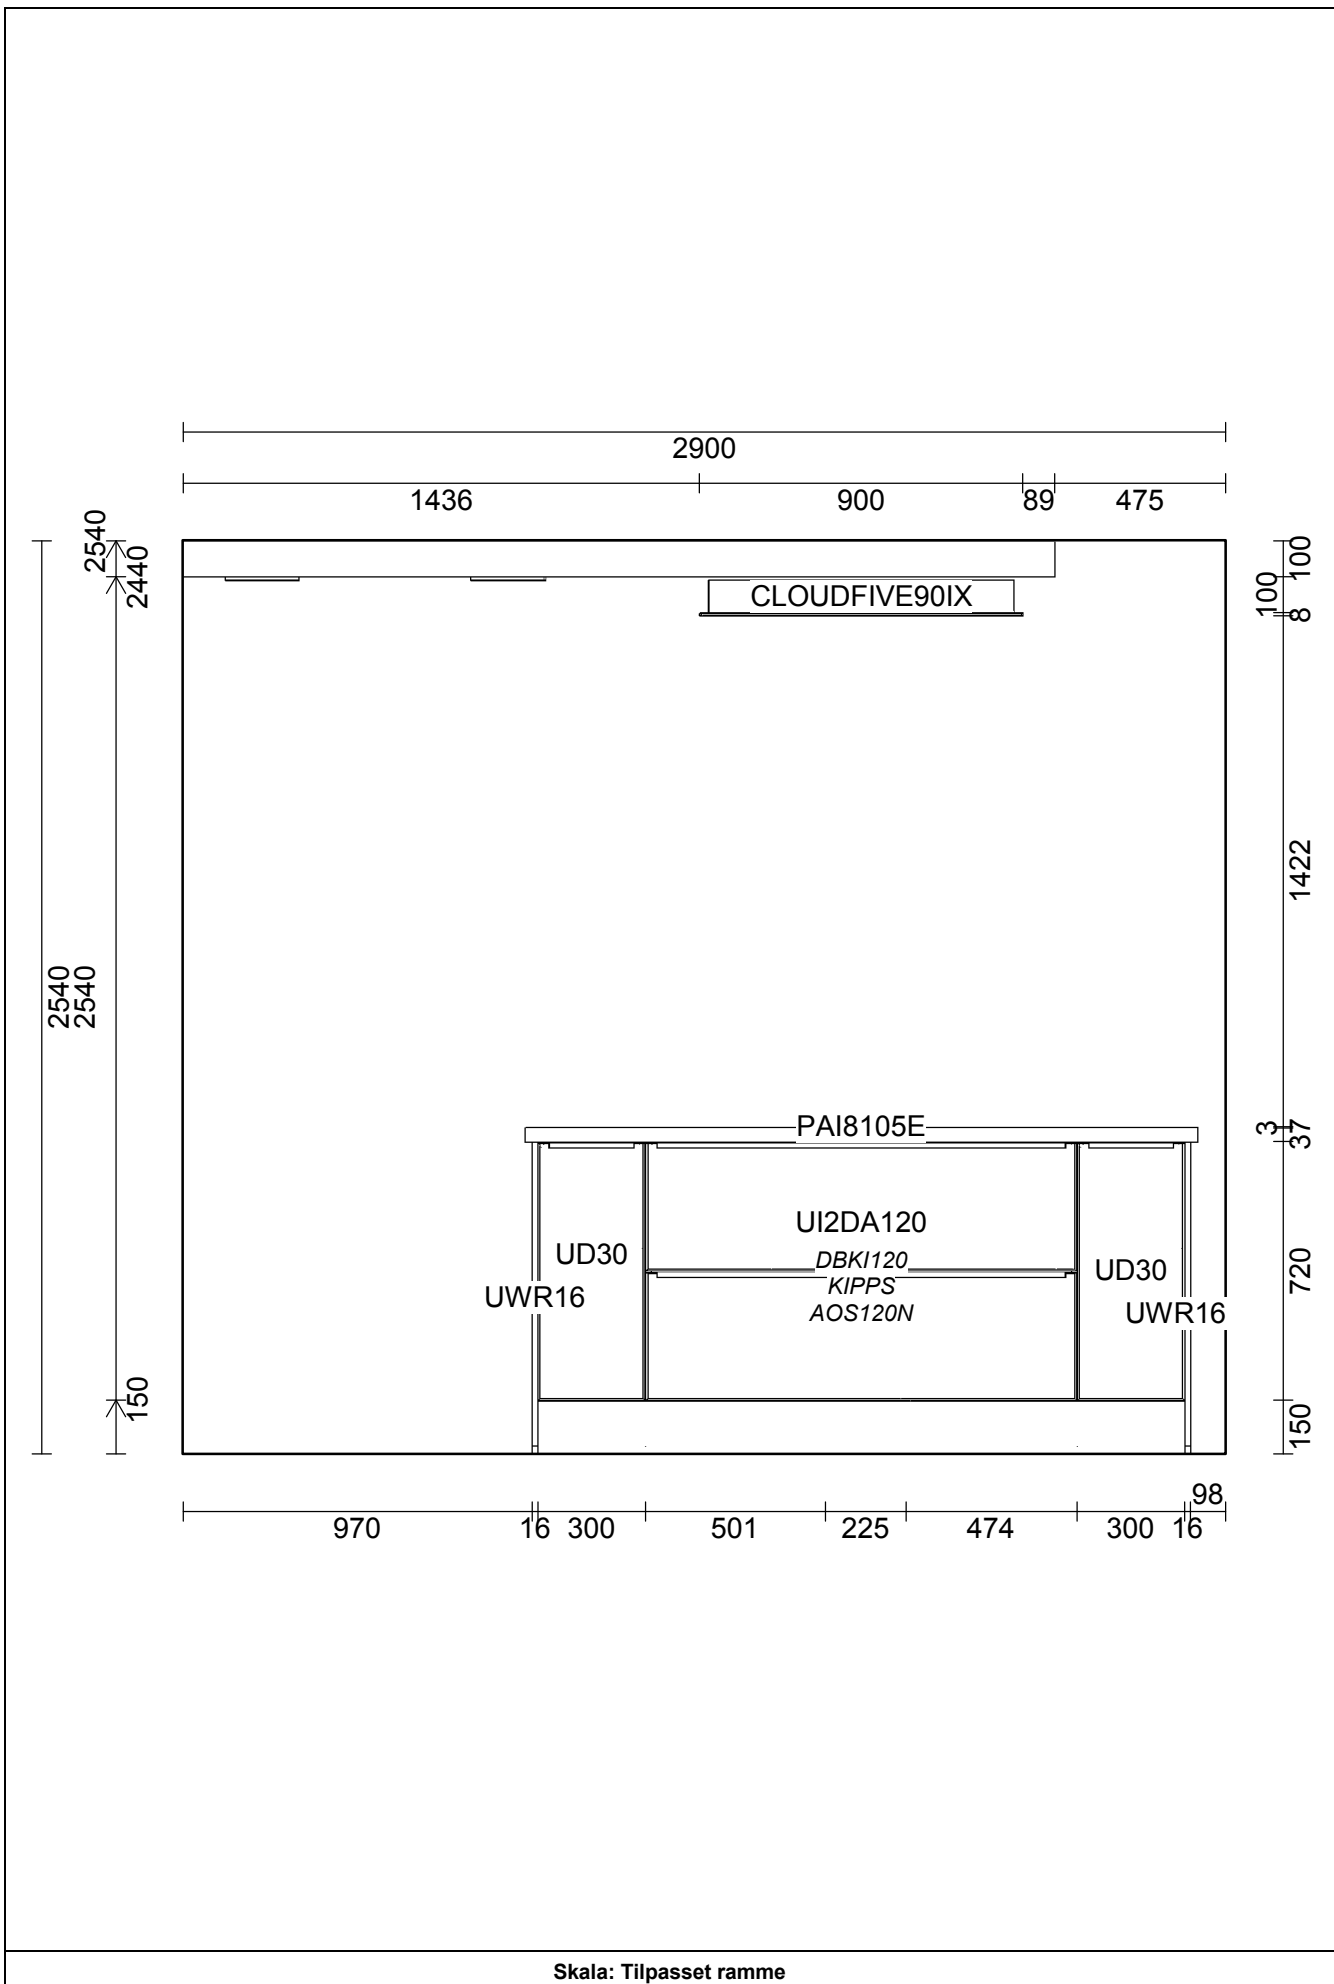 2900
1436 900 89 475
2540
2440
100
100
8
CLOUDFIVE90IX
1422
2540
2540
PAI8105E
3
37
UI2DA120
DBKI120
KIPPS
AOS120N
UD30
UD30
UWR16
UWR16
720
150
150
98
970 16 300 501 225 474 300 16
Skala: Tilpasset ramme